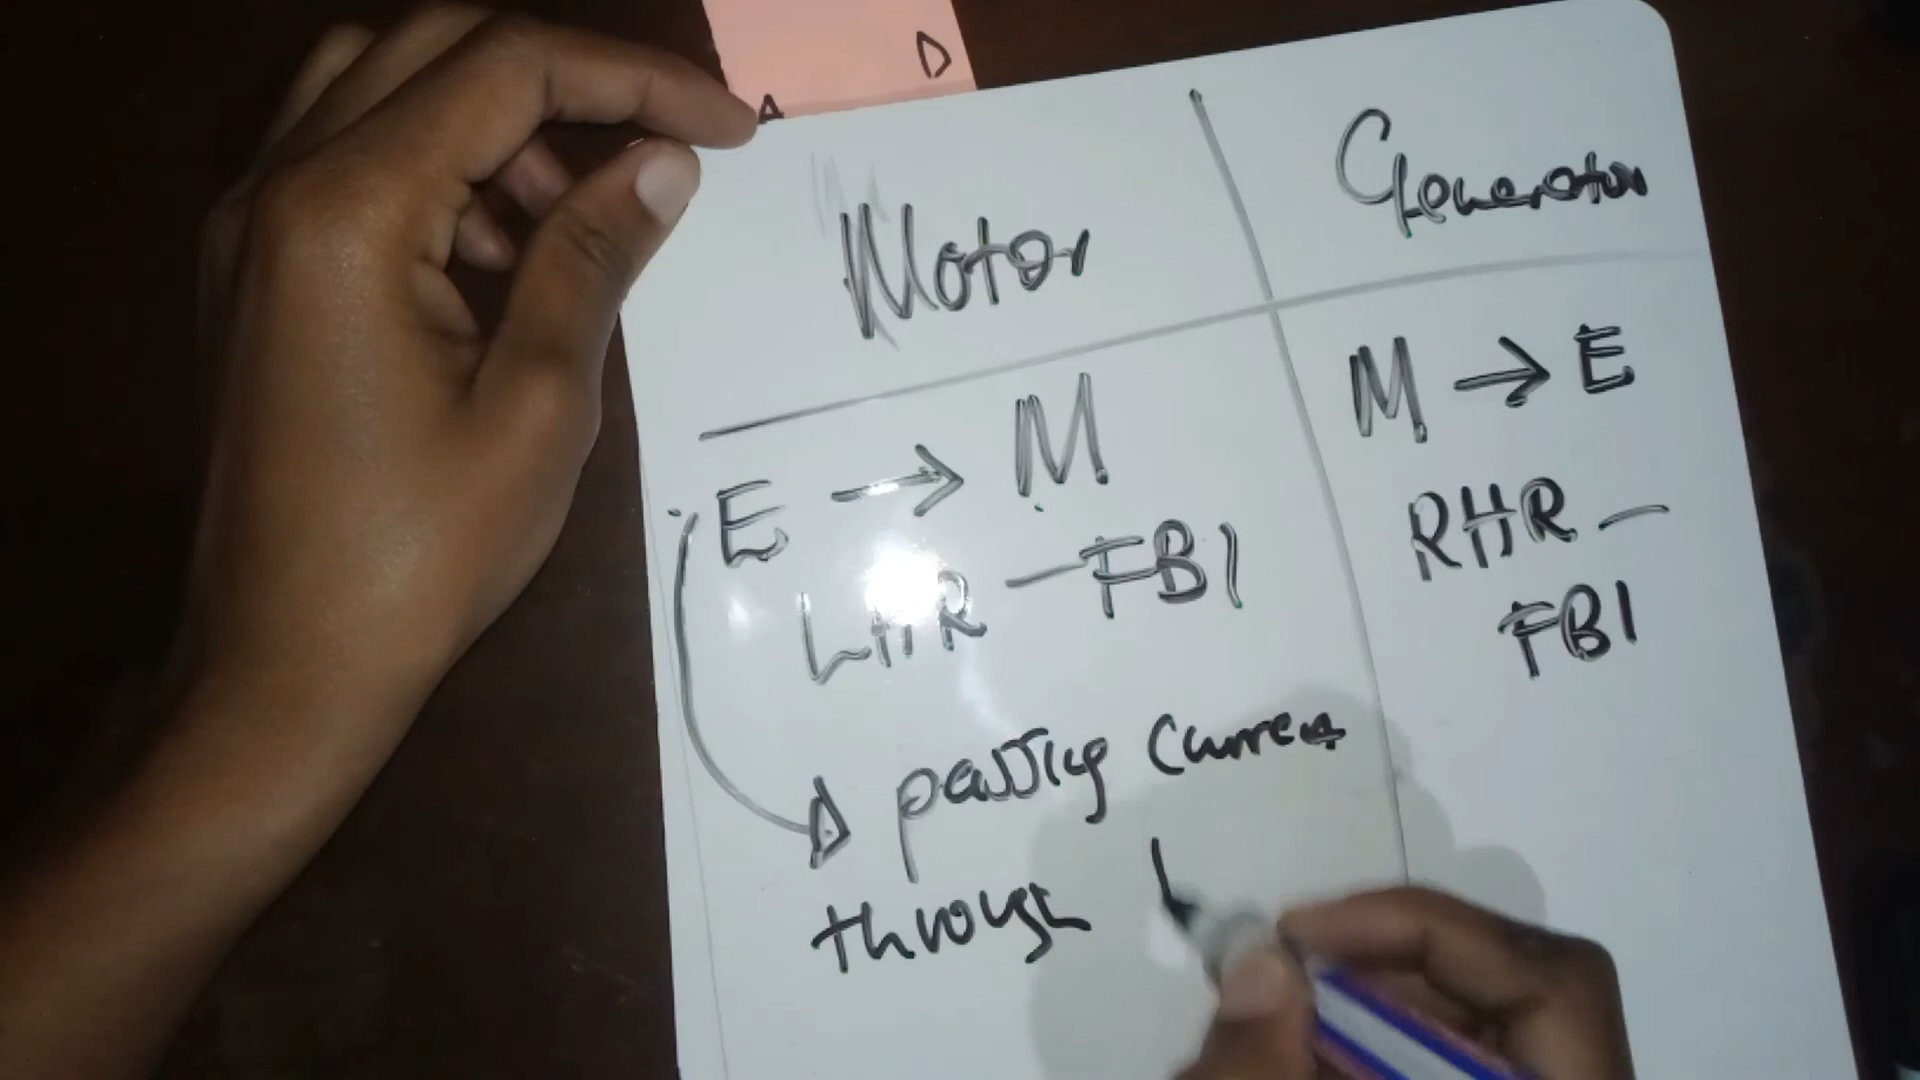 D
A
Motor
Generator
E → M
LHR - FBI
passing Current
through
M → E
RHR -
FBI